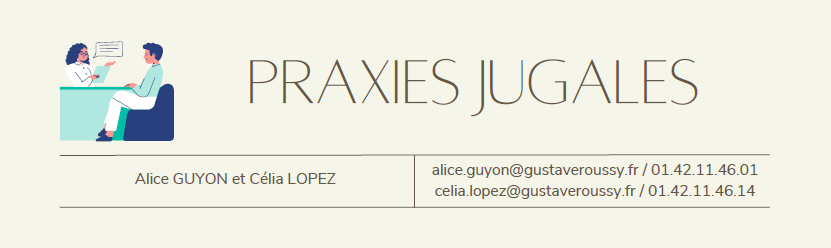 PRAXIES JUGALES
Alice GUYON et Célia LOPEZ
alice.guyon@gustaveroussy.fr / 01.42.11.46.01
celia.lopez@gustaveroussy.fr / 01.42.11.46.14